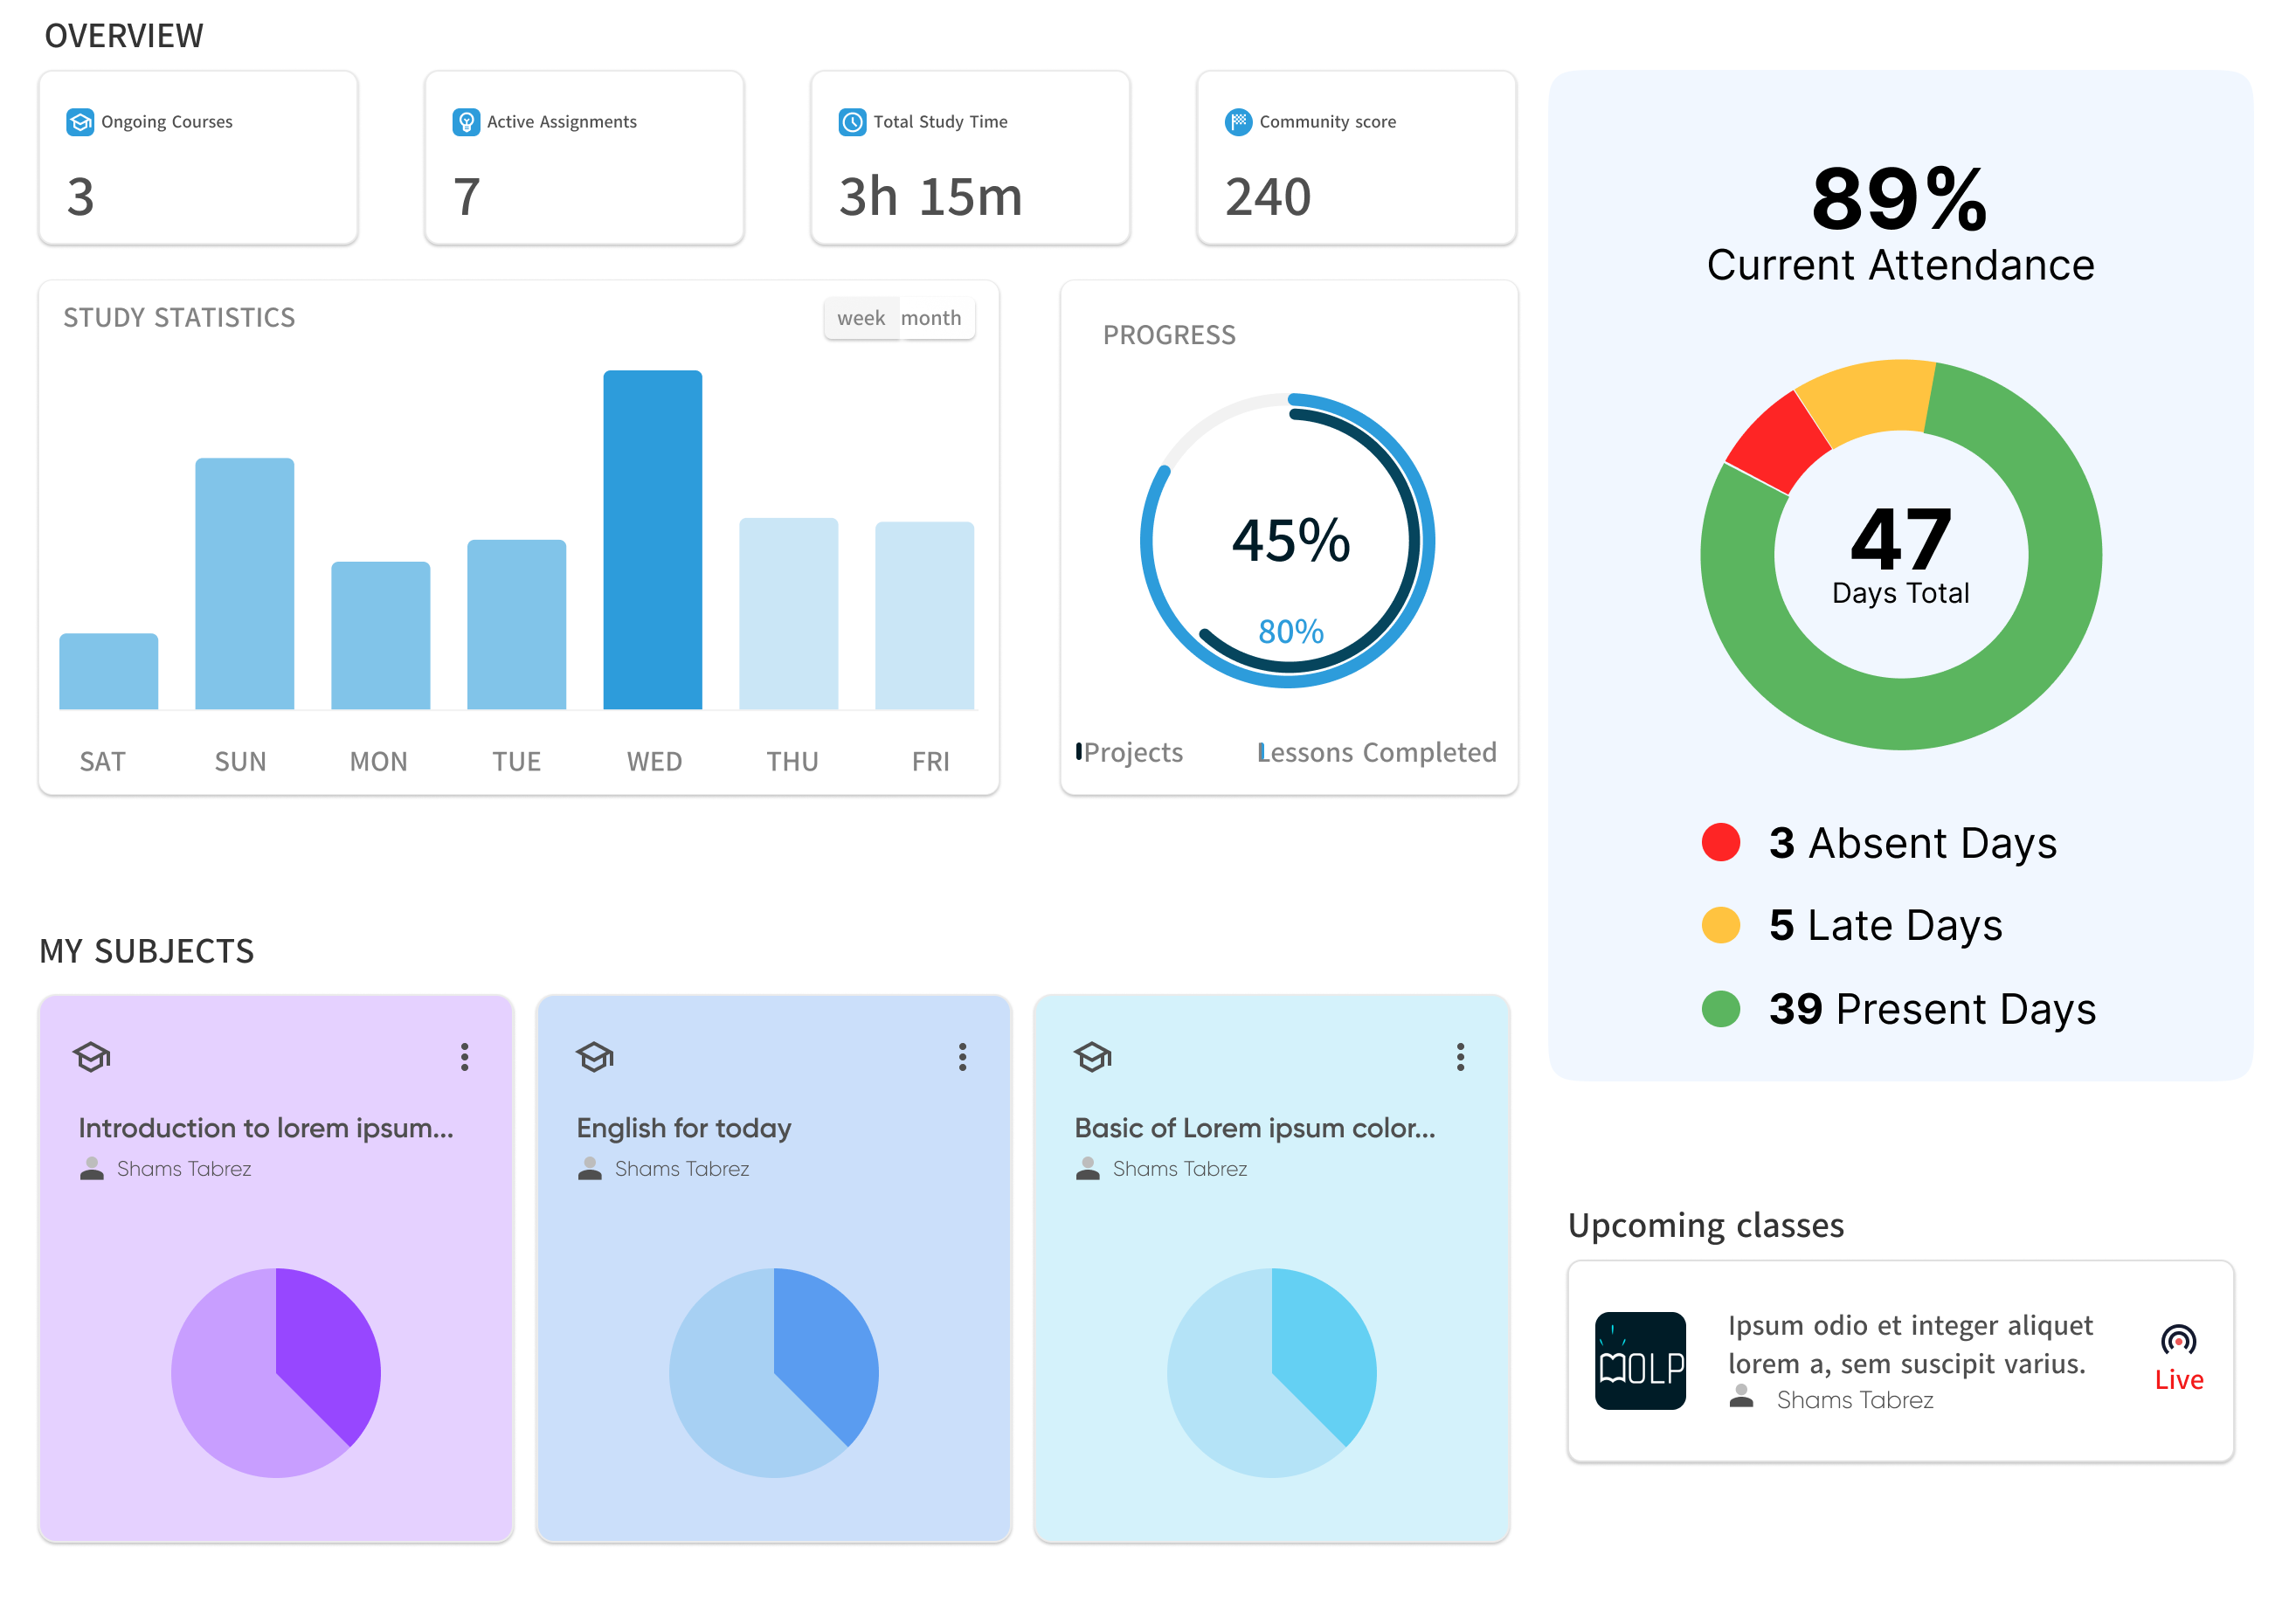 OVERVIEW
Ongoing Courses
3
Active Assignments
7
Total Study Time
3h 15m
Community score
240
STUDY STATISTICS
week month
SAT SUN MON TUE WED THU FRI
PROGRESS
45%
80%
Projects
Lessons Completed
89%
Current Attendance
47
Days Total
3 Absent Days
5 Late Days
39 Present Days
MY SUBJECTS
Introduction to lorem ipsum...
Shams Tabrez
English for today
Shams Tabrez
Basic of Lorem ipsum color...
Shams Tabrez
Upcoming classes
OLP
Ipsum odio et integer aliquet
lorem a, sem suscipit varius.
Shams Tabrez
Live